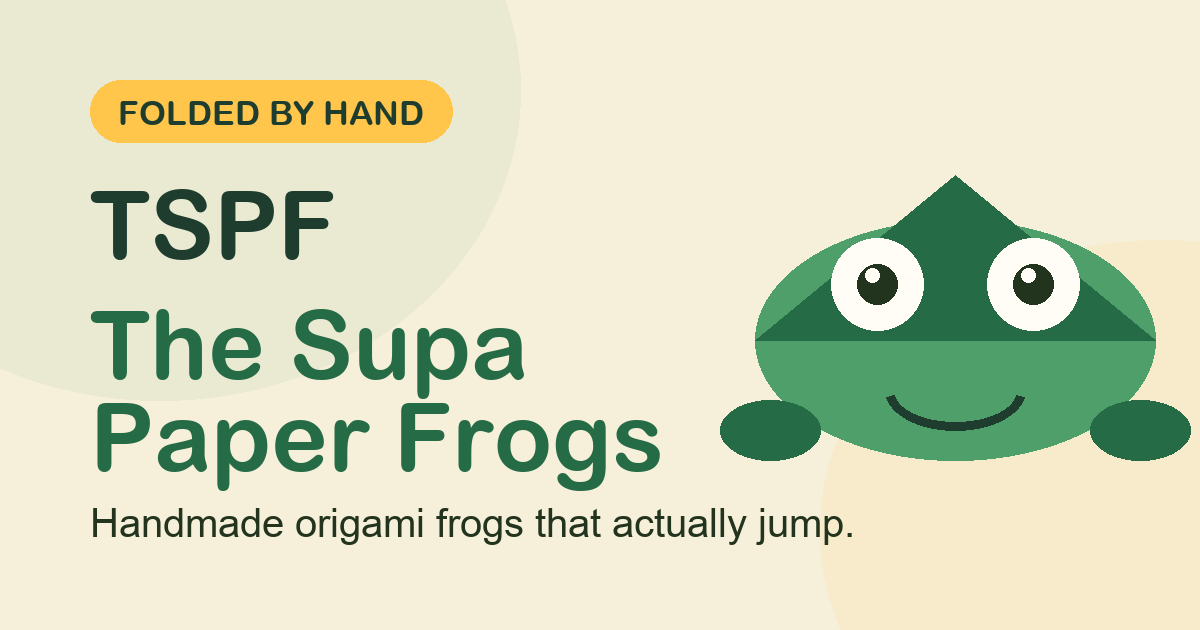 FOLDED BY HAND
TSPF
The Supa
Paper Frogs
Handmade origami frogs that actually jump.